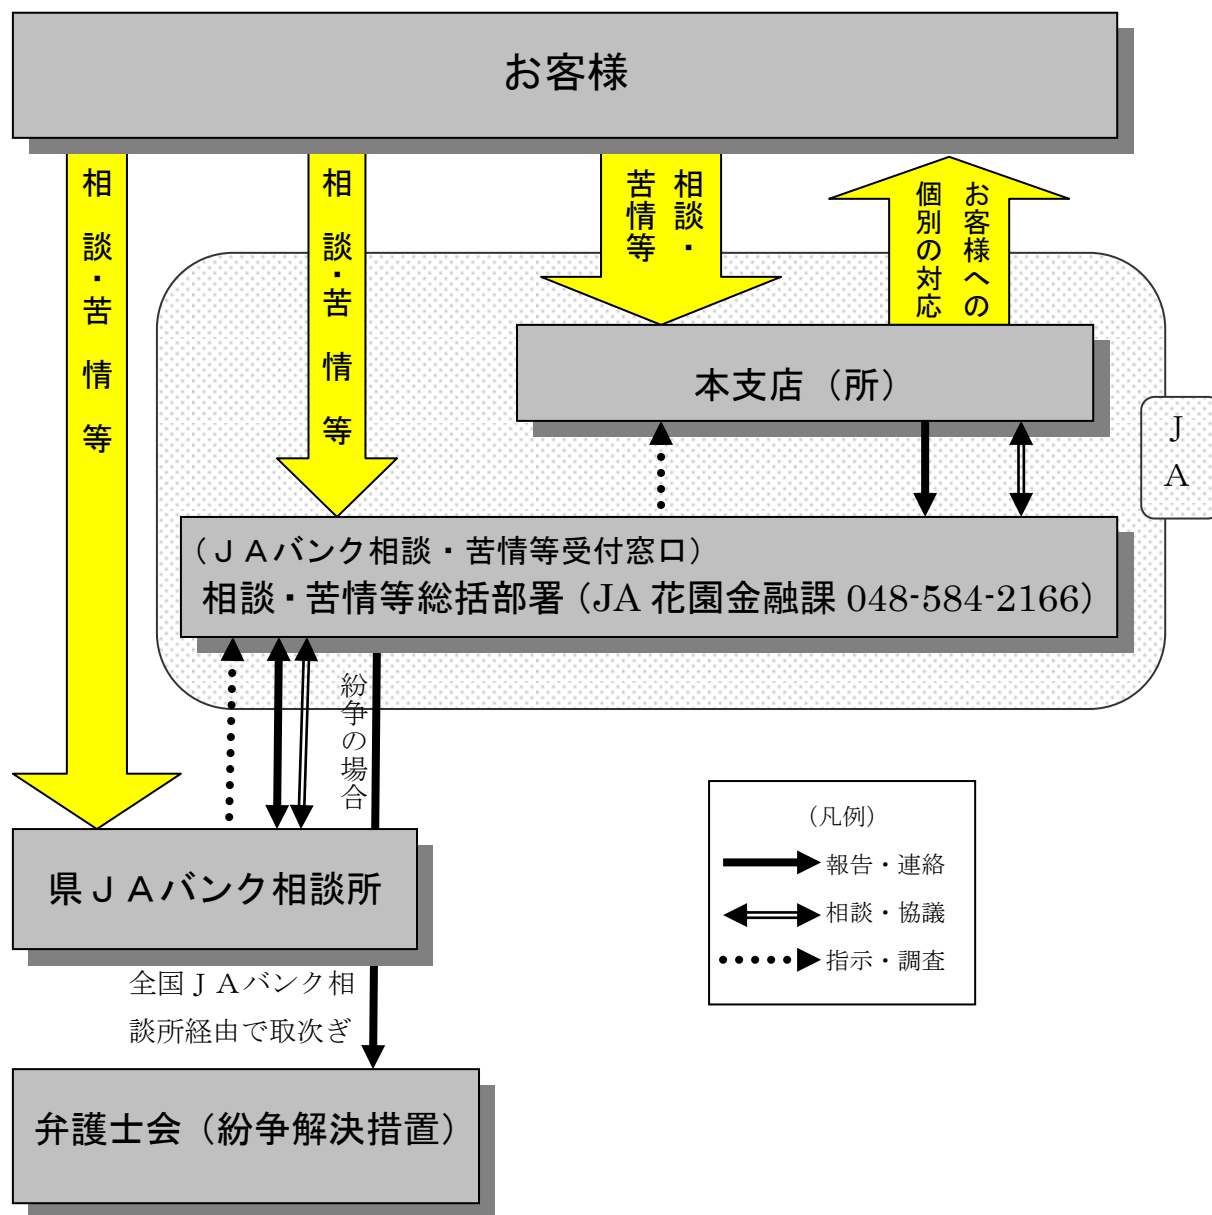 お客様
相談・苦情等
相談・苦情等
相談・
苦情等
お客様への
個別の対応
本支店（所）
ＪＡ
（ＪＡバンク相談・苦情等受付窓口）
相談・苦情等総括部署（JA 花園金融課 048-584-2166）
紛争の場合
（凡例）
報告・連絡
相談・協議
指示・調査
県ＪＡバンク相談所
全国ＪＡバンク相
談所経由で取次ぎ
弁護士会（紛争解決措置）